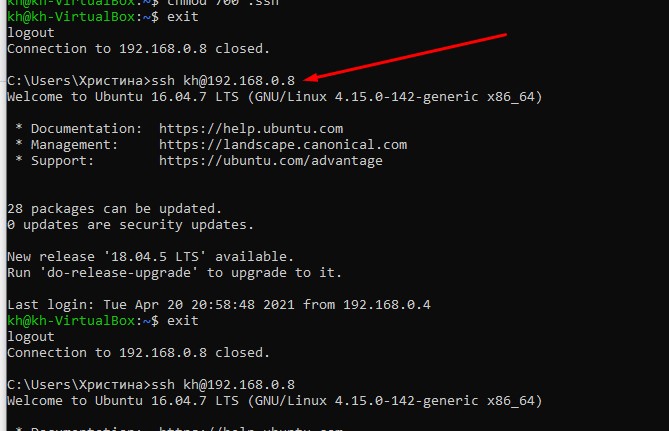 kh@kh-VirtualBox:~$ chmod 700 .ssh
kh@kh-VirtualBox:~$ exit
logout
Connection to 192.168.0.8 closed.
C:\Users\Христина>ssh kh@192.168.0.8
Welcome to Ubuntu 16.04.7 LTS (GNU/Linux 4.15.0-142-generic x86_64)
* Documentation: https://help.ubuntu.com
* Management: https://landscape.canonical.com
* Support: https://ubuntu.com/advantage
28 packages can be updated.
0 updates are security updates.
New release '18.04.5 LTS' available.
Run 'do-release-upgrade' to upgrade to it.
Last login: Tue Apr 20 20:58:48 2021 from 192.168.0.4
kh@kh-VirtualBox:~$ exit
logout
Connection to 192.168.0.8 closed.
C:\Users\Христина>ssh kh@192.168.0.8
Welcome to Ubuntu 16.04.7 LTS (GNU/Linux 4.15.0-142-generic x86_64)
* Documentation: https://help.ubuntu.com